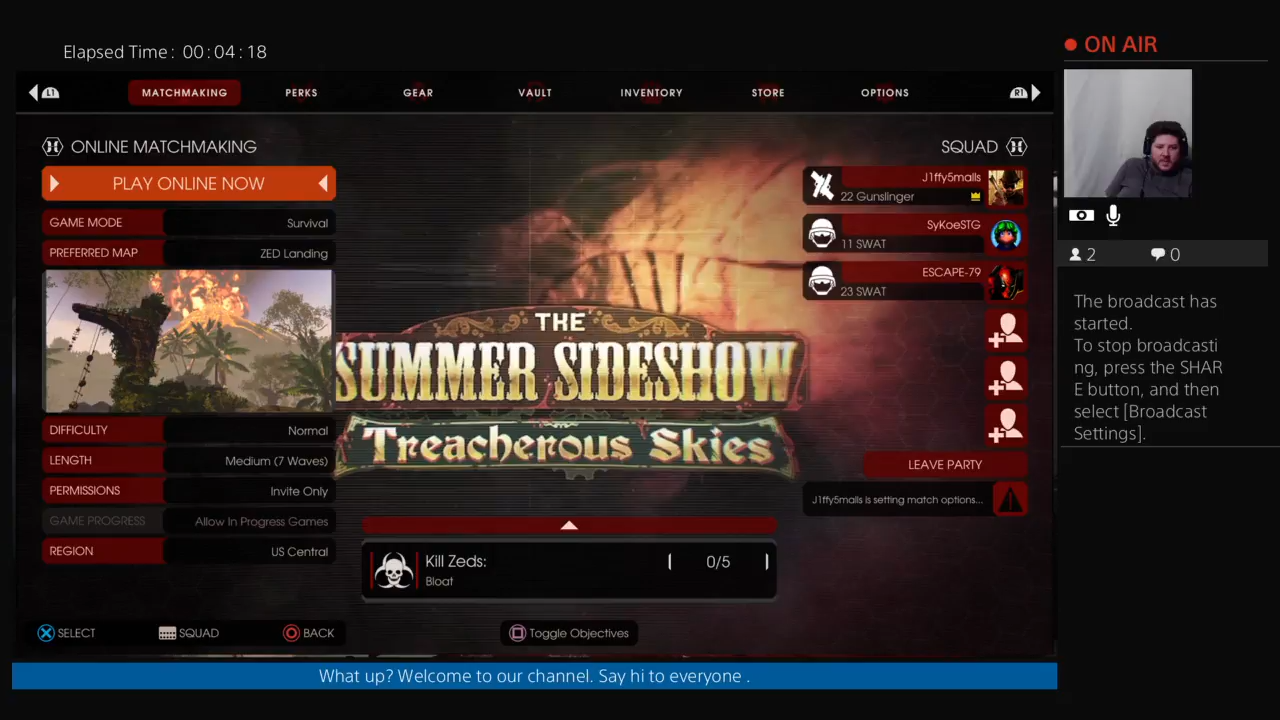 Elapsed Time: 00:04:18
ON AIR
L1
MATCHMAKING
PERKS
GEAR
VAULT
INVENTORY
STORE
OPTIONS
R1
ONLINE MATCHMAKING
PLAY ONLINE NOW
GAME MODE Survival
PREFERRED MAP ZED Landing
DIFFICULTY Normal
LENGTH Medium (7 Waves)
PERMISSIONS Invite Only
GAME PROGRESS Allow In Progress Games
REGION US Central
SELECT
SQUAD
BACK
THE
SUMMER SIDESHOW
Treacherous Skies
Kill Zeds: 0/5
Bloat
Toggle Objectives
SQUAD
J1ffy5malls
22 Gunslinger
SyKoeSTG
11 SWAT
ESCAPE-79
23 SWAT
LEAVE PARTY
J1ffy5malls is setting match options...
2
0
The broadcast has
started.
To stop broadcasti
ng, press the SHAR
E button, and then
select [Broadcast
Settings].
What up? Welcome to our channel. Say hi to everyone .